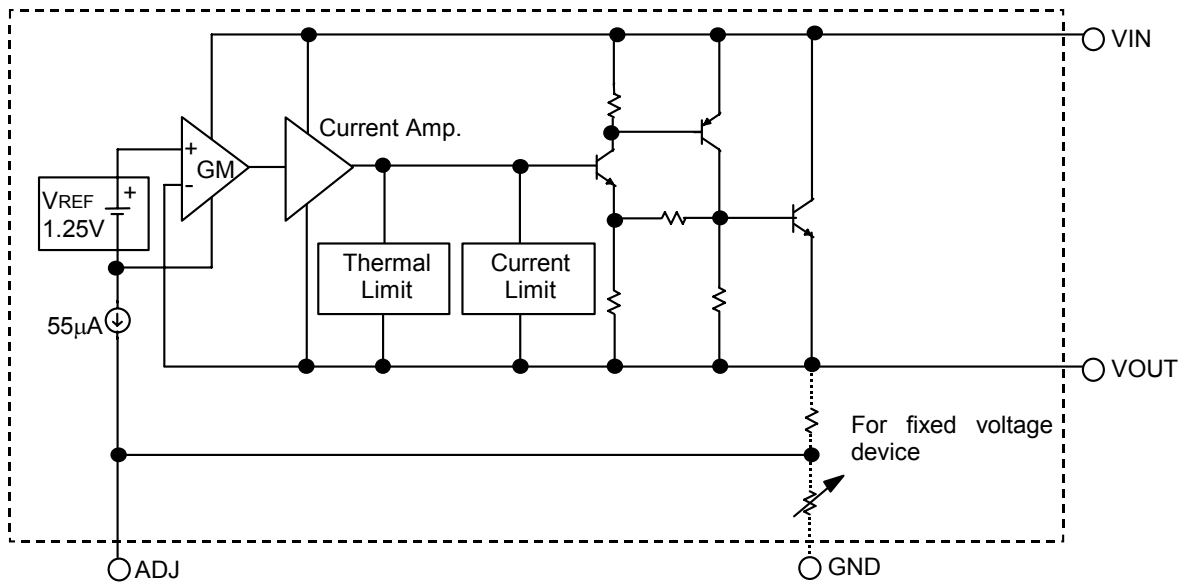 VIN
Current Amp.
+
GM
-
VREF
+
1.25V
Thermal
Limit
Current
Limit
55μA
VOUT
For fixed voltage
device
ADJ
GND